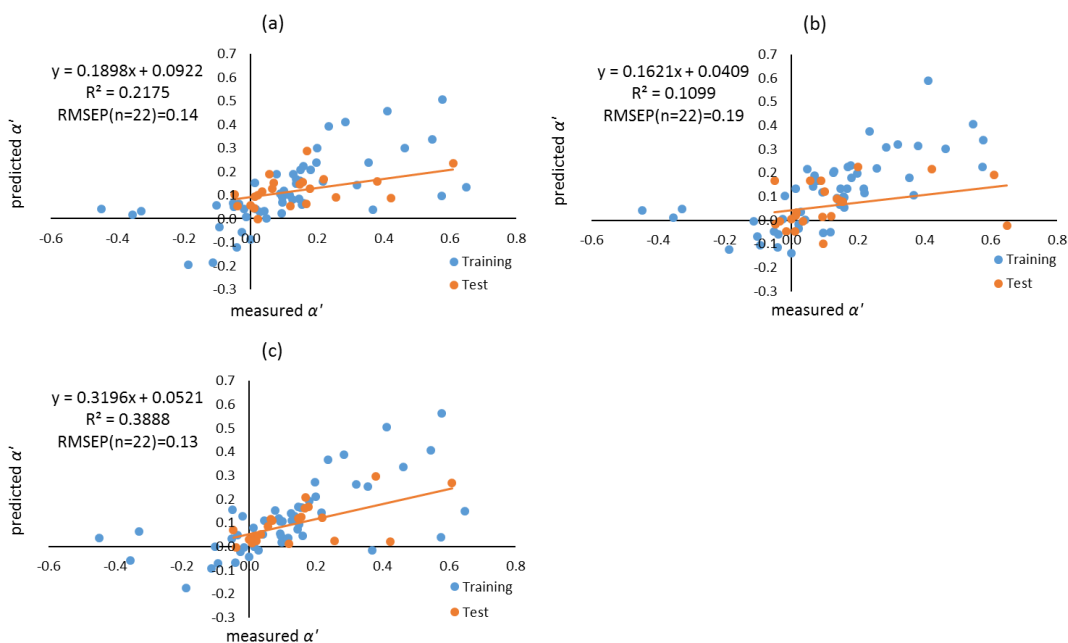 (a)
y = 0.1898x + 0.0922
R² = 0.2175
RMSEP(n=22)=0.14
predicted α′
0.7
0.6
0.5
0.4
0.3
0.2
0.1
0.0
-0.1
-0.2
-0.3
-0.6 -0.4 -0.2 0.0 0.2 0.4 0.6 0.8
Training
Test
measured α′
(b)
y = 0.1621x + 0.0409
R² = 0.1099
RMSEP(n=22)=0.19
predicted α′
0.7
0.6
0.5
0.4
0.3
0.2
0.1
0.0
-0.1
-0.2
-0.3
-0.6 -0.4 -0.2 0.0 0.2 0.4 0.6 0.8
Training
Test
measured α′
(c)
y = 0.3196x + 0.0521
R² = 0.3888
RMSEP(n=22)=0.13
predicted α′
0.7
0.6
0.5
0.4
0.3
0.2
0.1
0.0
-0.1
-0.2
-0.3
-0.6 -0.4 -0.2 0.0 0.2 0.4 0.6 0.8
Training
Test
measured α′